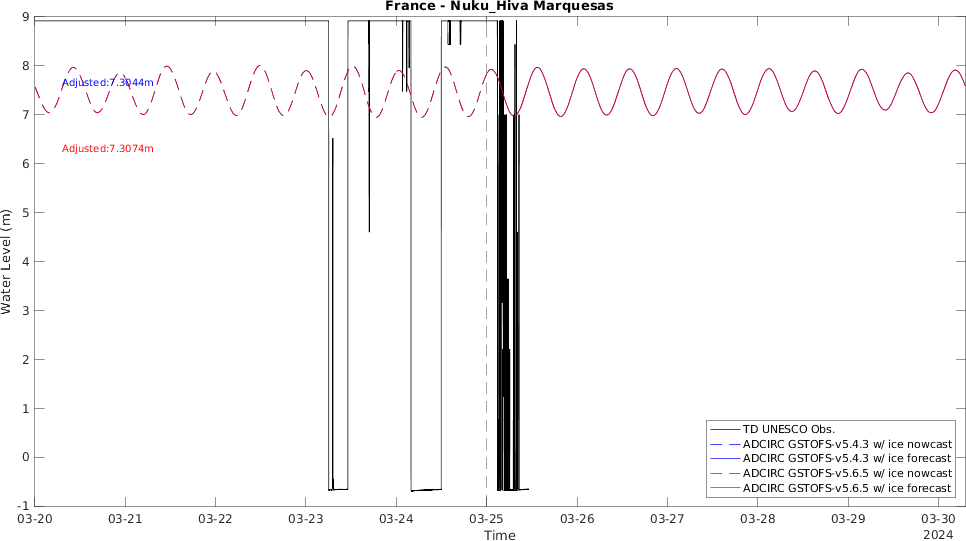 France - Nuku_Hiva Marquesas
9
8
7
6
5
4
3
2
1
0
-1
Water Level (m)
Adjusted:7.3044m
Adjusted:7.3074m
TD UNESCO Obs.
ADCIRC GSTOFS-v5.4.3 w/ ice nowcast
ADCIRC GSTOFS-v5.4.3 w/ ice forecast
ADCIRC GSTOFS-v5.6.5 w/ ice nowcast
ADCIRC GSTOFS-v5.6.5 w/ ice forecast
03-20 03-21 03-22 03-23 03-24 03-25 03-26 03-27 03-28 03-29 03-30
2024
Time